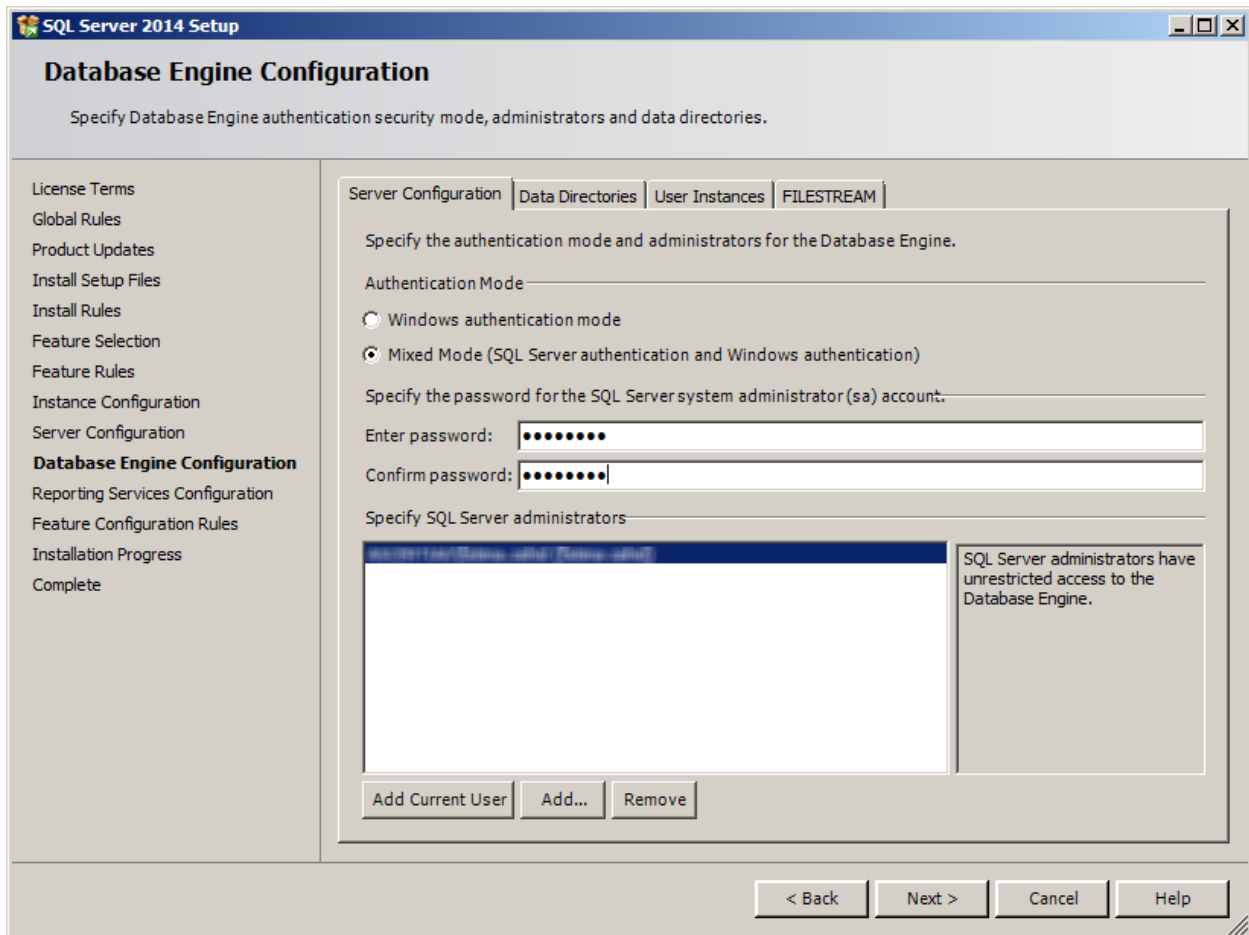 SQL Server 2014 Setup
Database Engine Configuration
Specify Database Engine authentication security mode, administrators and data directories.
License Terms
Global Rules
Product Updates
Install Setup Files
Install Rules
Feature Selection
Feature Rules
Instance Configuration
Server Configuration
Database Engine Configuration
Reporting Services Configuration
Feature Configuration Rules
Installation Progress
Complete
Server Configuration Data Directories User Instances FILESTREAM
Specify the authentication mode and administrators for the Database Engine.
Authentication Mode
Windows authentication mode
Mixed Mode (SQL Server authentication and Windows authentication)
Specify the password for the SQL Server system administrator (sa) account.
Enter password: ●●●●●●●●
Confirm password: ●●●●●●●●
Specify SQL Server administrators
SQL Server administrators have
unrestricted access to the
Database Engine.
Add Current User Add... Remove
< Back Next > Cancel Help